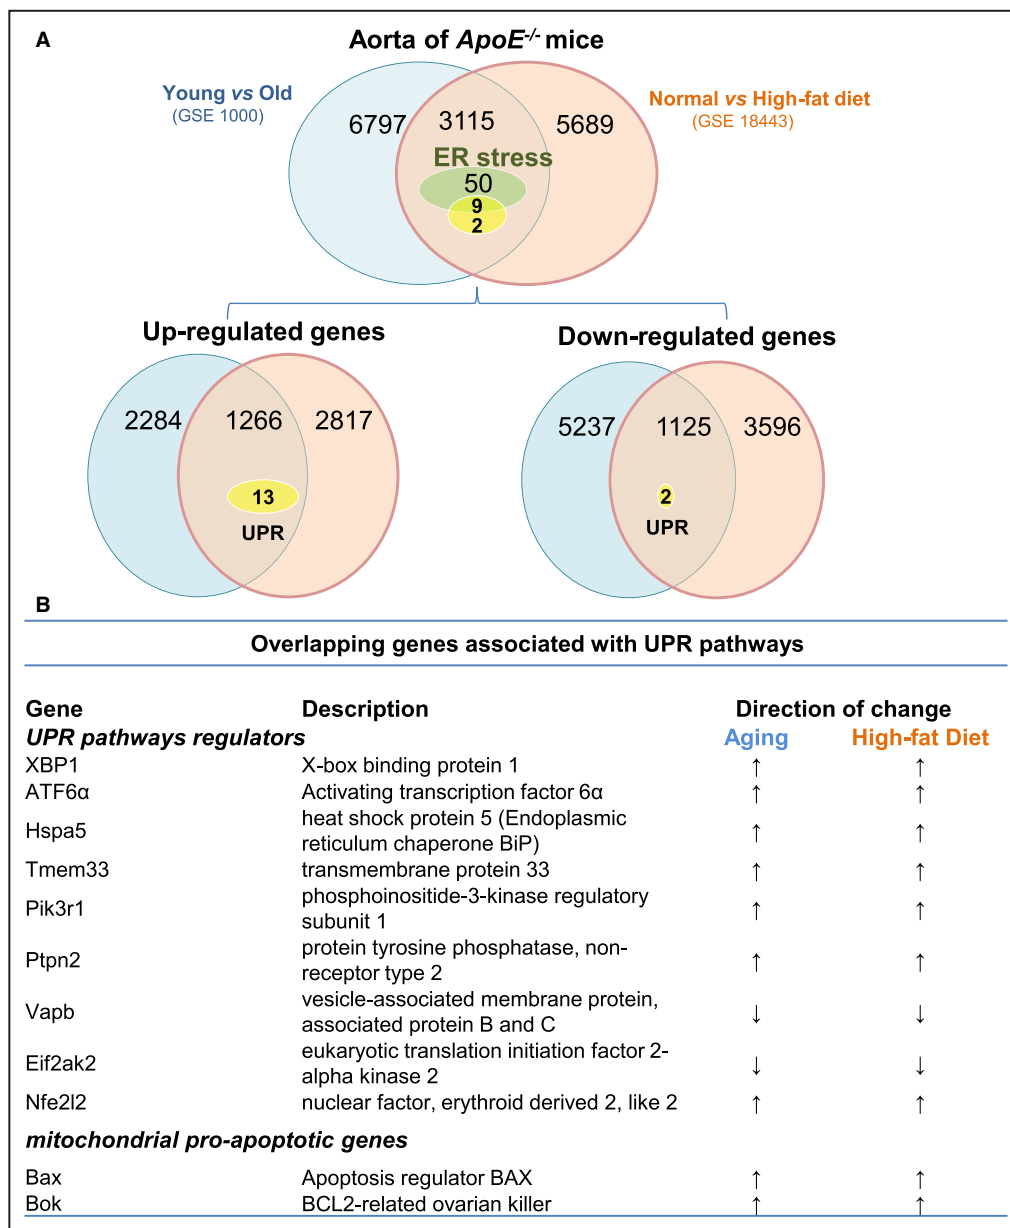 A
Aorta of ApoE-/- mice
Young vs Old
(GSE 1000)
Normal vs High-fat diet
(GSE 18443)
6797
3115
5689
ER stress
50
9
2
Up-regulated genes
Down-regulated genes
2284
1266
2817
13
UPR
5237
1125
3596
2
UPR
B
Overlapping genes associated with UPR pathways
Gene Description Direction of change
UPR pathways regulators Aging High-fat Diet
XBP1 X-box binding protein 1 ↑ ↑
ATF6α Activating transcription factor 6α ↑ ↑
Hspa5 heat shock protein 5 (Endoplasmic
reticulum chaperone BiP) ↑ ↑
Tmem33 transmembrane protein 33 ↑ ↑
Pik3r1 phosphoinositide-3-kinase regulatory
subunit 1 ↑ ↑
Ptpn2 protein tyrosine phosphatase, non-
receptor type 2 ↑ ↑
Vapb vesicle-associated membrane protein,
associated protein B and C ↓ ↓
Eif2ak2 eukaryotic translation initiation factor 2-
alpha kinase 2 ↓ ↓
Nfe2l2 nuclear factor, erythroid derived 2, like 2 ↑ ↑
mitochondrial pro-apoptotic genes
Bax Apoptosis regulator BAX ↑ ↑
Bok BCL2-related ovarian killer ↑ ↑